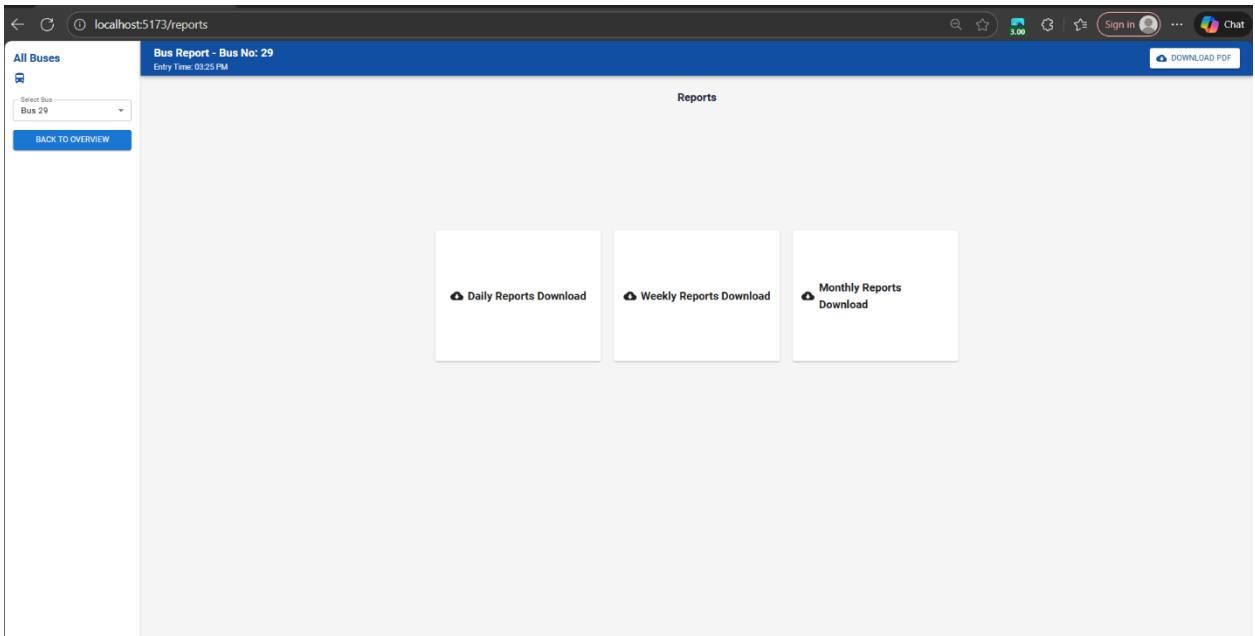 localhost:5173/reports
3.00
Sign in
Chat
All Buses
Select Bus
Bus 29
BACK TO OVERVIEW
Bus Report - Bus No: 29
Entry Time: 03:25 PM
DOWNLOAD PDF
Reports
Daily Reports Download
Weekly Reports Download
Monthly Reports
Download